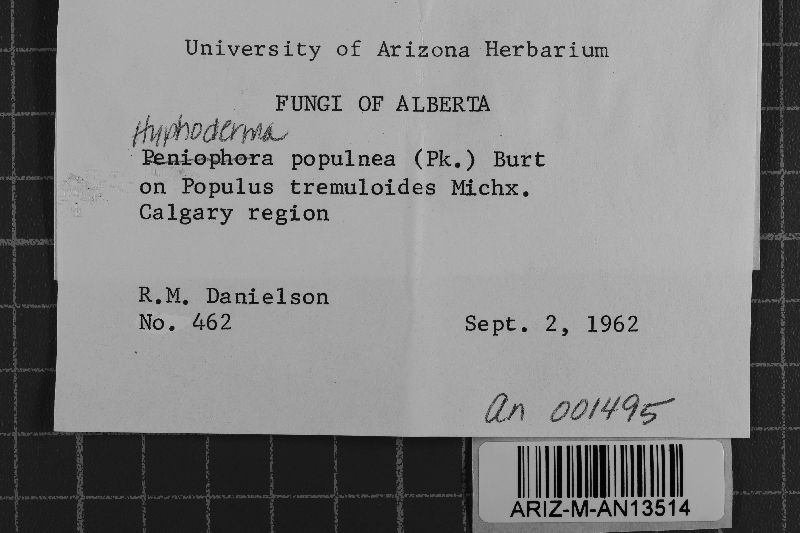 University of Arizona Herbarium
FUNGI OF ALBERTA
Hyphoderma
Peniophora populnea (Pk.) Burt
on Populus tremuloides Michx.
Calgary region
R.M. Danielson
No. 462
Sept. 2, 1962
An 001495
ARIZ-M-AN13514